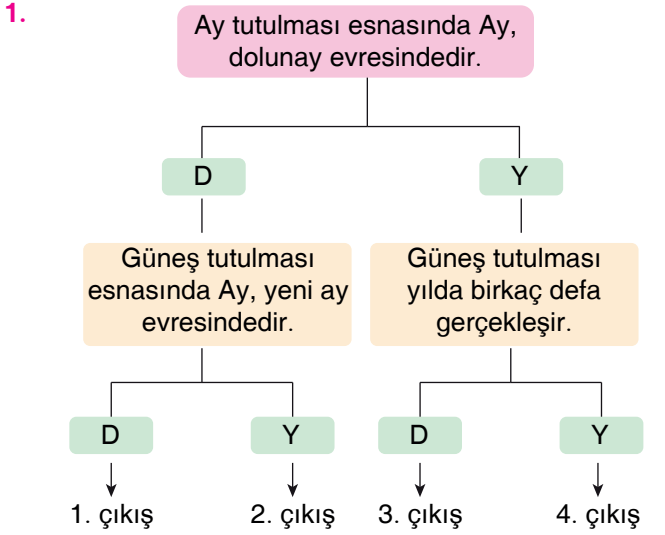 1.
Ay tutulması esnasında Ay,
dolunay evresindedir.
D
Y
Güneş tutulması
esnasında Ay, yeni ay
evresindedir.
Güneş tutulması
yılda birkaç defa
gerçekleşir.
D
Y
D
Y
1. çıkış
2. çıkış
3. çıkış
4. çıkış